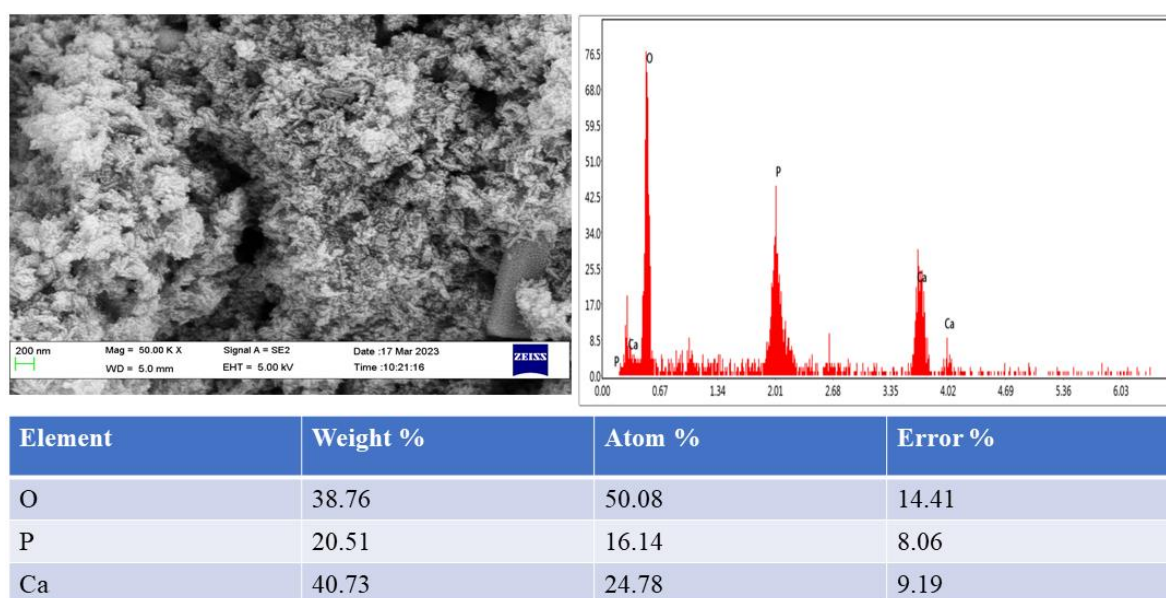 200 nm
Mag = 50.00 K X
Signal A = SE2
Date :17 Mar 2023
ZEISS
WD = 5.0 mm
EHT = 5.00 kV
Time :10:21:16
76.5
68.0
59.5
51.0
42.5
34.0
25.5
17.0
8.5
0.0
O
P
Ca
Ca
Ca
P
0.00 0.67 1.34 2.01 2.68 3.35 4.02 4.69 5.36 6.03
Element Weight % Atom % Error %
O 38.76 50.08 14.41
P 20.51 16.14 8.06
Ca 40.73 24.78 9.19